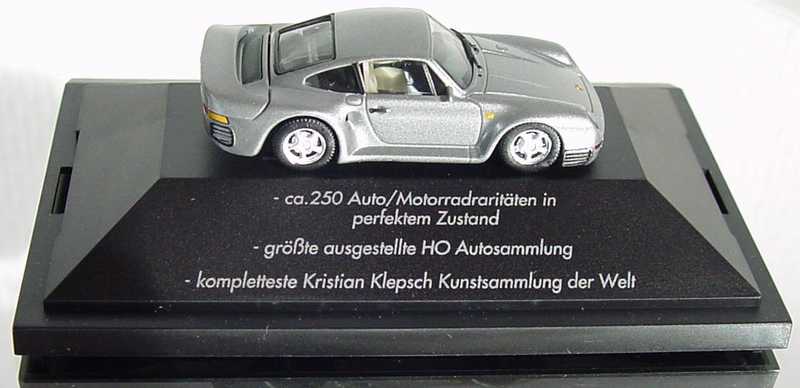 - ca.250 Auto/Motorradraritäten in
perfektem Zustand
- größte ausgestellte HO Autosammlung
- kompletteste Kristian Klepsch Kunstsammlung der Welt